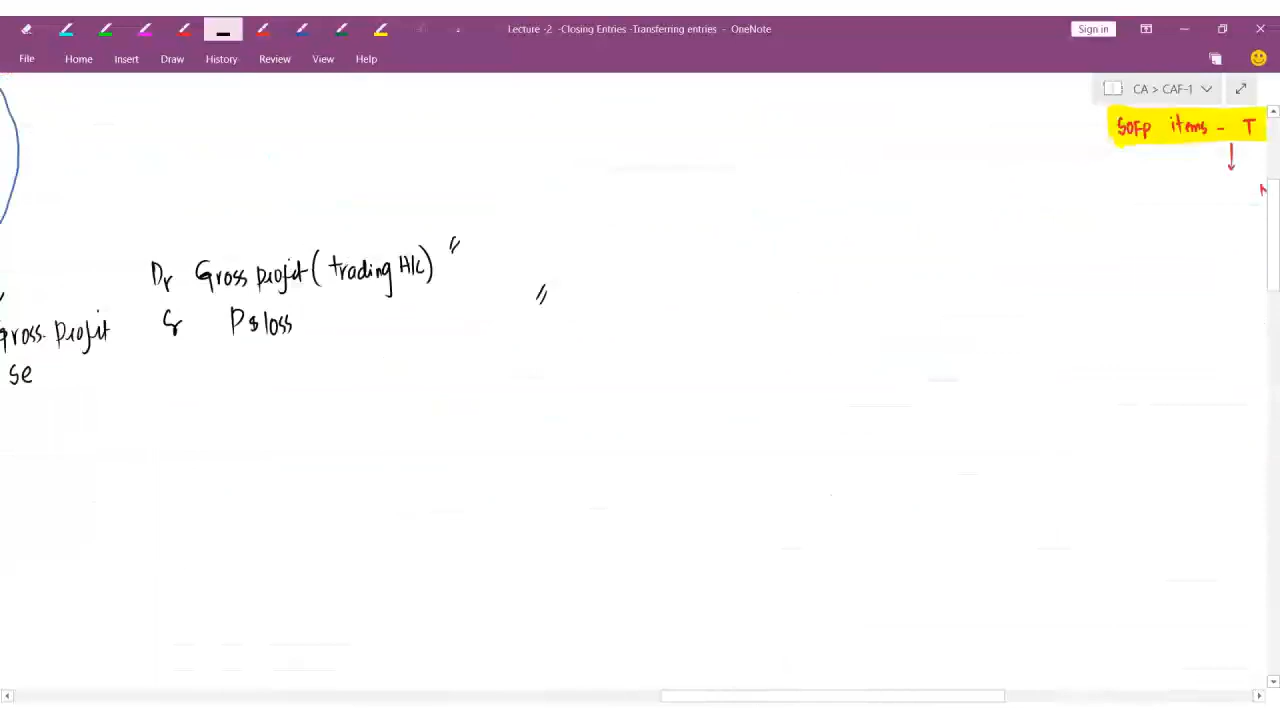 Lecture -2 -Closing Entries -Transferring entries - OneNote
Sign in
File Home Insert Draw History Review View Help
CA > CAF-1
SOFP items - T
Dr Gross profit (trading A/C) "
Gross. Profit Cr P&loss "
se